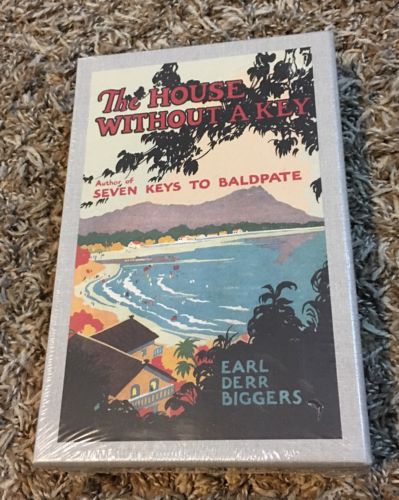 The HOUSE
WITHOUT A KEY
Author of
SEVEN KEYS TO BALDPATE
EARL
DERR
BIGGERS